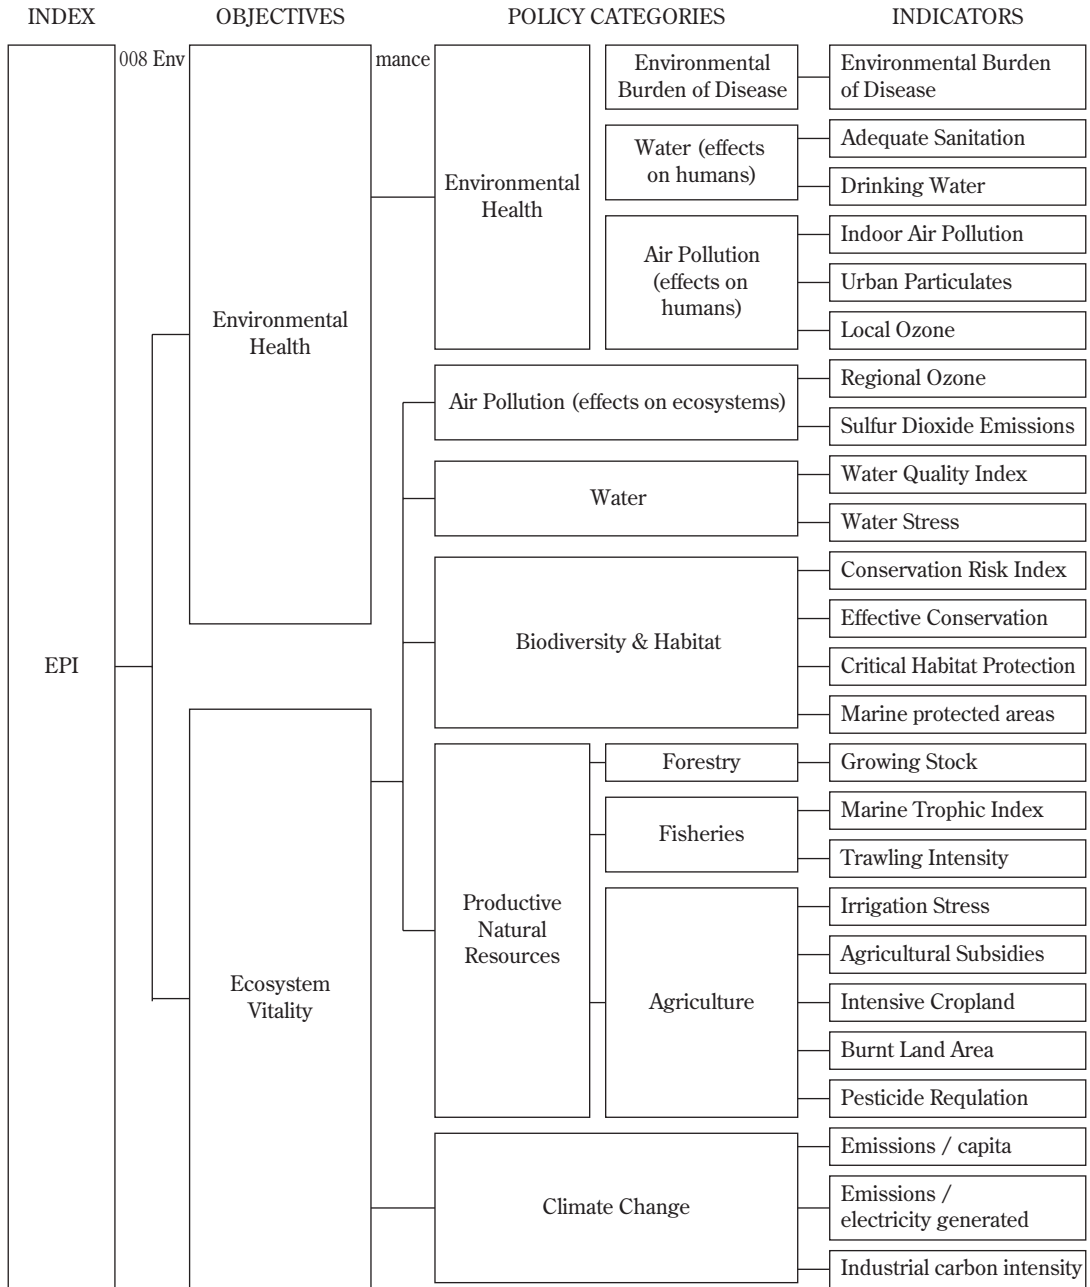 INDEX
OBJECTIVES
POLICY CATEGORIES
INDICATORS
008 Env
mance
EPI
Environmental
Health
Ecosystem
Vitality
Environmental
Health
Environmental
Burden of Disease
Water (effects
on humans)
Air Pollution
(effects on
humans)
Air Pollution (effects on ecosystems)
Water
Biodiversity & Habitat
Productive
Natural
Resources
Forestry
Fisheries
Agriculture
Climate Change
Environmental Burden
of Disease
Adequate Sanitation
Drinking Water
Indoor Air Pollution
Urban Particulates
Local Ozone
Regional Ozone
Sulfur Dioxide Emissions
Water Quality Index
Water Stress
Conservation Risk Index
Effective Conservation
Critical Habitat Protection
Marine protected areas
Growing Stock
Marine Trophic Index
Trawling Intensity
Irrigation Stress
Agricultural Subsidies
Intensive Cropland
Burnt Land Area
Pesticide Requlation
Emissions / capita
Emissions /
electricity generated
Industrial carbon intensity